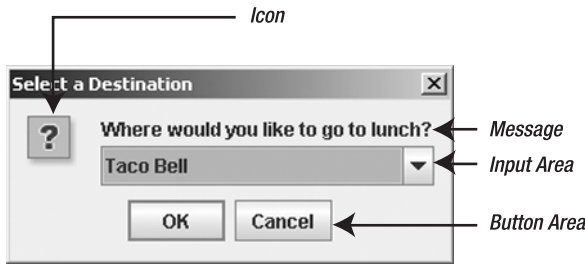 Icon
Select a Destination
?
Where would you like to go to lunch?
Message
Taco Bell
Input Area
OK
Cancel
Button Area